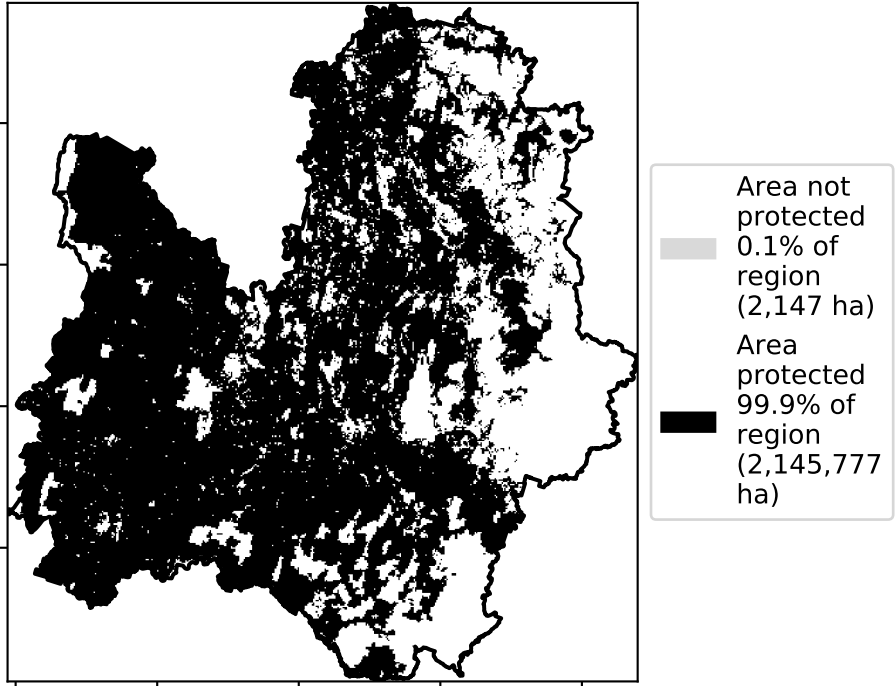 Area not
protected
0.1% of
region
(2,147 ha)
Area
protected
99.9% of
region
(2,145,777
ha)